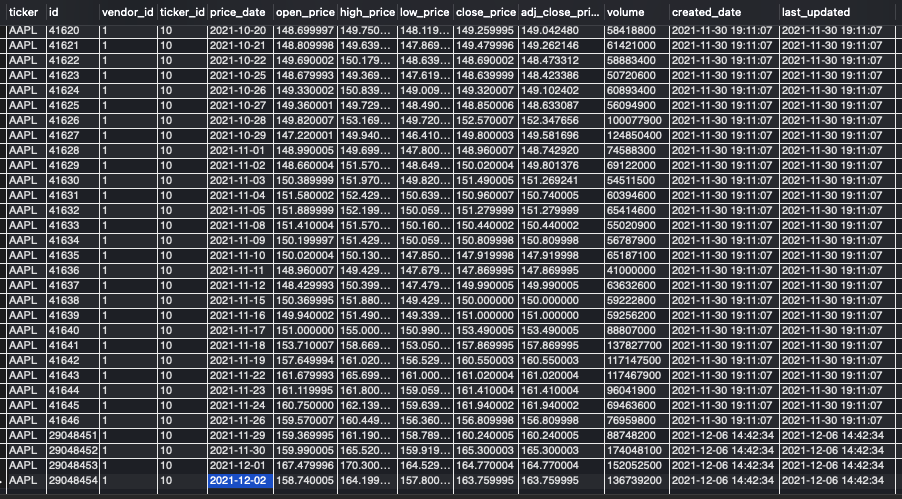 ticker id vendor_id ticker_id price_date open_price high_price low_price close_price adj_close_pri... volume created_date last_updated
AAPL 41620 1 10 2021-10-20 148.699997 149.750... 148.119... 149.259995 149.042480 58418800 2021-11-30 19:11:07 2021-11-30 19:11:07
AAPL 41621 1 10 2021-10-21 148.809998 149.639... 147.869... 149.479996 149.262146 61421000 2021-11-30 19:11:07 2021-11-30 19:11:07
AAPL 41622 1 10 2021-10-22 149.690002 150.179... 148.639... 148.690002 148.473312 58883400 2021-11-30 19:11:07 2021-11-30 19:11:07
AAPL 41623 1 10 2021-10-25 148.679993 149.369... 147.619... 148.639999 148.423386 50720600 2021-11-30 19:11:07 2021-11-30 19:11:07
AAPL 41624 1 10 2021-10-26 149.330002 150.839... 149.009... 149.320007 149.102402 60893400 2021-11-30 19:11:07 2021-11-30 19:11:07
AAPL 41625 1 10 2021-10-27 149.360001 149.729... 148.490... 148.850006 148.633087 56094900 2021-11-30 19:11:07 2021-11-30 19:11:07
AAPL 41626 1 10 2021-10-28 149.820007 153.169... 149.720... 152.570007 152.347656 100077900 2021-11-30 19:11:07 2021-11-30 19:11:07
AAPL 41627 1 10 2021-10-29 147.220001 149.940... 146.410... 149.800003 149.581696 124850400 2021-11-30 19:11:07 2021-11-30 19:11:07
AAPL 41628 1 10 2021-11-01 148.990005 149.699... 147.800... 148.960007 148.742920 74588300 2021-11-30 19:11:07 2021-11-30 19:11:07
AAPL 41629 1 10 2021-11-02 148.660004 151.570... 148.649... 150.020004 149.801376 69122000 2021-11-30 19:11:07 2021-11-30 19:11:07
AAPL 41630 1 10 2021-11-03 150.389999 151.970... 149.820... 151.490005 151.269241 54511500 2021-11-30 19:11:07 2021-11-30 19:11:07
AAPL 41631 1 10 2021-11-04 151.580002 152.429... 150.639... 150.960007 150.740005 60394600 2021-11-30 19:11:07 2021-11-30 19:11:07
AAPL 41632 1 10 2021-11-05 151.889999 152.199... 150.059... 151.279999 151.279999 65414600 2021-11-30 19:11:07 2021-11-30 19:11:07
AAPL 41633 1 10 2021-11-08 151.410004 151.570... 150.160... 150.440002 150.440002 55020900 2021-11-30 19:11:07 2021-11-30 19:11:07
AAPL 41634 1 10 2021-11-09 150.199997 151.429... 150.059... 150.809998 150.809998 56787900 2021-11-30 19:11:07 2021-11-30 19:11:07
AAPL 41635 1 10 2021-11-10 150.020004 150.130... 147.850... 147.919998 147.919998 65187100 2021-11-30 19:11:07 2021-11-30 19:11:07
AAPL 41636 1 10 2021-11-11 148.960007 149.429... 147.679... 147.869995 147.869995 41000000 2021-11-30 19:11:07 2021-11-30 19:11:07
AAPL 41637 1 10 2021-11-12 148.429993 150.399... 147.479... 149.990005 149.990005 63632600 2021-11-30 19:11:07 2021-11-30 19:11:07
AAPL 41638 1 10 2021-11-15 150.369995 151.880... 149.429... 150.000000 150.000000 59222800 2021-11-30 19:11:07 2021-11-30 19:11:07
AAPL 41639 1 10 2021-11-16 149.940002 151.490... 149.339... 151.000000 151.000000 59256200 2021-11-30 19:11:07 2021-11-30 19:11:07
AAPL 41640 1 10 2021-11-17 151.000000 155.000... 150.990... 153.490005 153.490005 88807000 2021-11-30 19:11:07 2021-11-30 19:11:07
AAPL 41641 1 10 2021-11-18 153.710007 158.669... 153.050... 157.869995 157.869995 137827700 2021-11-30 19:11:07 2021-11-30 19:11:07
AAPL 41642 1 10 2021-11-19 157.649994 161.020... 156.529... 160.550003 160.550003 117147500 2021-11-30 19:11:07 2021-11-30 19:11:07
AAPL 41643 1 10 2021-11-22 161.679993 165.699... 161.000... 161.020004 161.020004 117467900 2021-11-30 19:11:07 2021-11-30 19:11:07
AAPL 41644 1 10 2021-11-23 161.119995 161.800... 159.059... 161.410004 161.410004 96041900 2021-11-30 19:11:07 2021-11-30 19:11:07
AAPL 41645 1 10 2021-11-24 160.750000 162.139... 159.639... 161.940002 161.940002 69463600 2021-11-30 19:11:07 2021-11-30 19:11:07
AAPL 41646 1 10 2021-11-26 159.570007 160.449... 156.360... 156.809998 156.809998 76959800 2021-11-30 19:11:07 2021-11-30 19:11:07
AAPL 29048451 1 10 2021-11-29 159.369995 161.190... 158.789... 160.240005 160.240005 88748200 2021-12-06 14:42:34 2021-12-06 14:42:34
AAPL 29048452 1 10 2021-11-30 159.990005 165.520... 159.919... 165.300003 165.300003 174048100 2021-12-06 14:42:34 2021-12-06 14:42:34
AAPL 29048453 1 10 2021-12-01 167.479996 170.300... 164.529... 164.770004 164.770004 152052500 2021-12-06 14:42:34 2021-12-06 14:42:34
AAPL 29048454 1 10 2021-12-02 158.740005 164.199... 157.800... 163.759995 163.759995 136739200 2021-12-06 14:42:34 2021-12-06 14:42:34